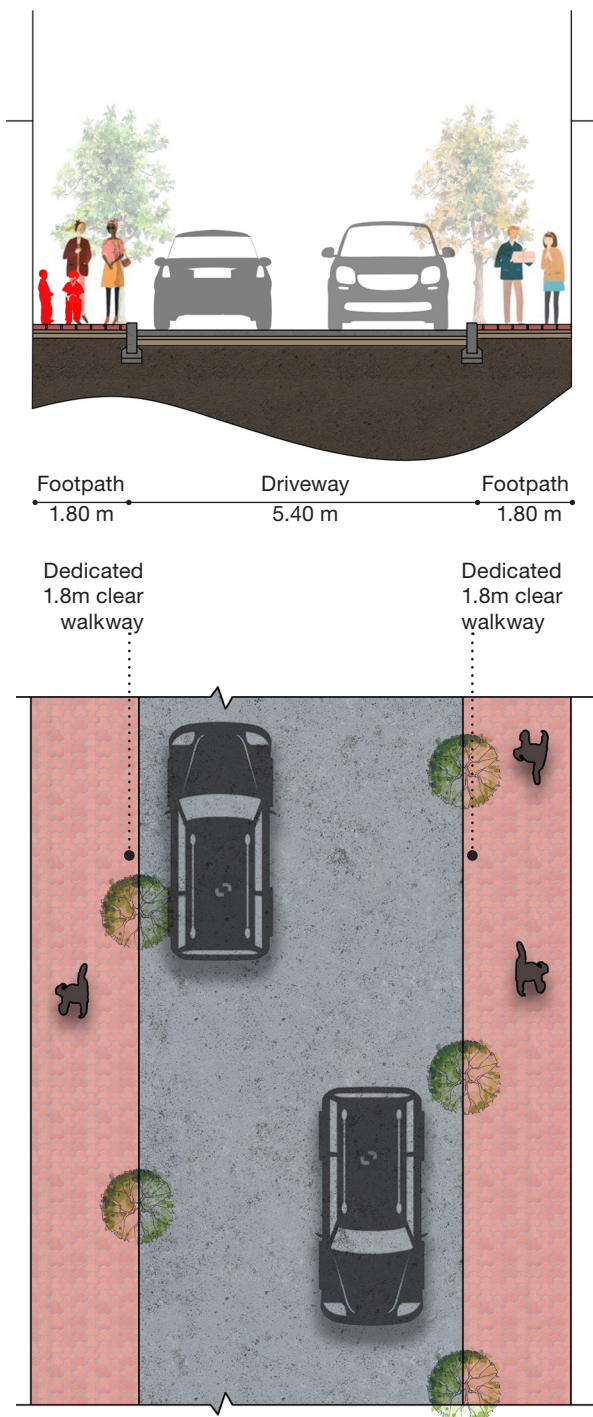 Footpath
Driveway
Footpath
1.80 m
5.40 m
1.80 m
Dedicated
1.8m clear
walkway
Dedicated
1.8m clear
walkway